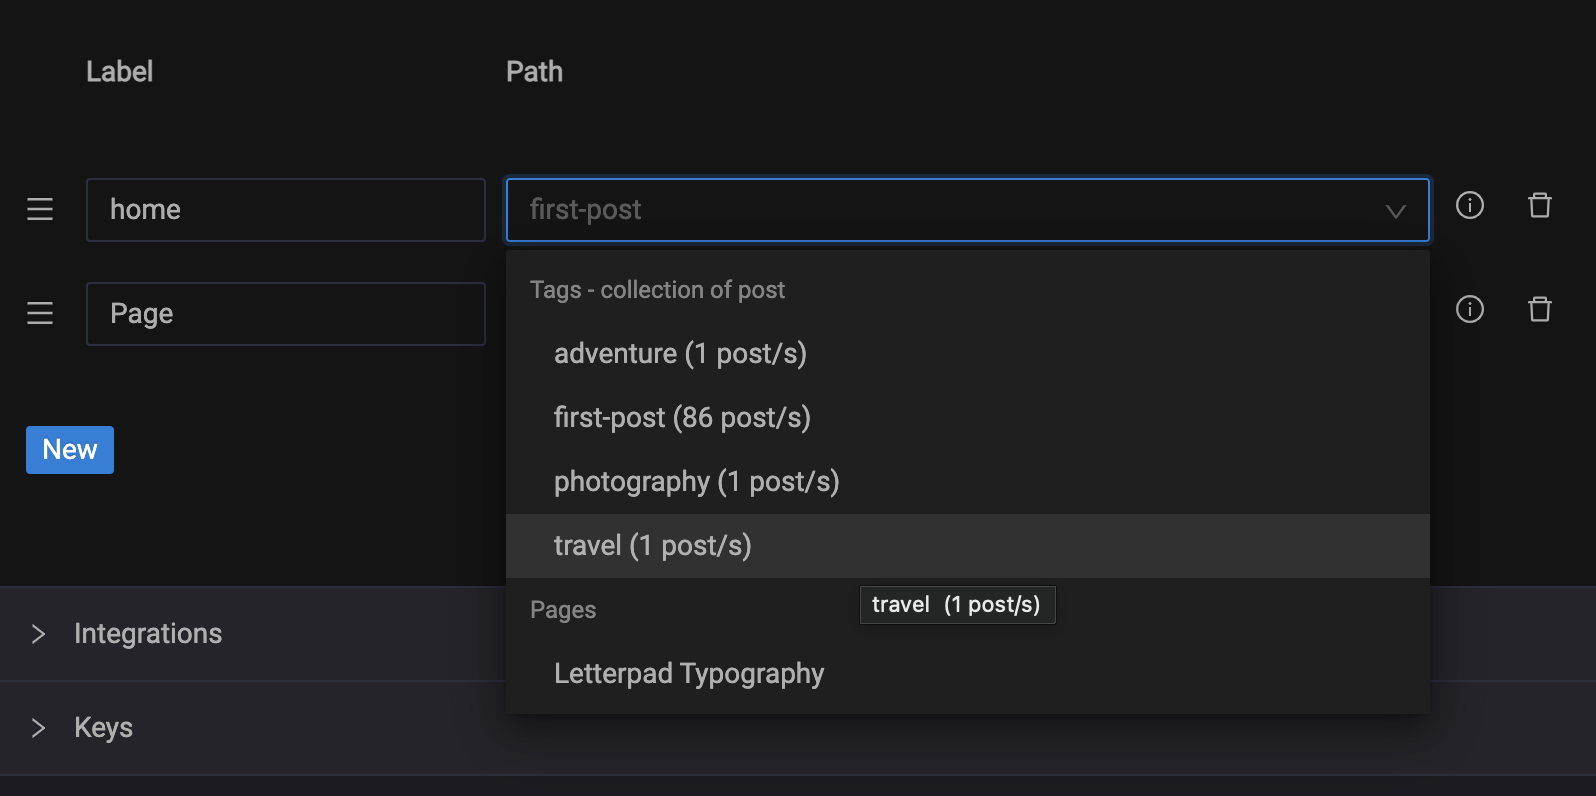 Label Path
home first-post
Tags - collection of post
Page
adventure (1 post/s)
first-post (86 post/s)
New
photography (1 post/s)
travel (1 post/s)
travel (1 post/s)
Pages
Integrations
Letterpad Typography
Keys